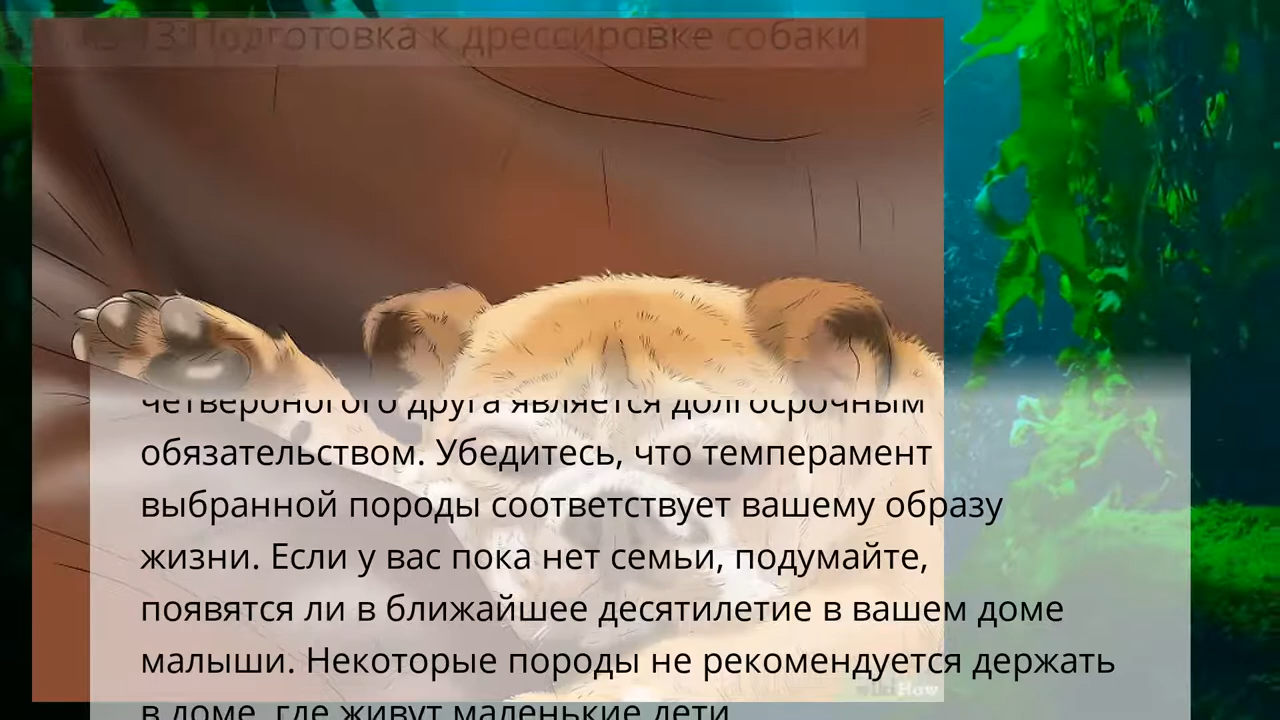 13: Подготовка к дрессировке собаки
четвероногого друга является долгосрочным
обязательством. Убедитесь, что темперамент
выбранной породы соответствует вашему образу
жизни. Если у вас пока нет семьи, подумайте,
появятся ли в ближайшее десятилетие в вашем доме
малыши. Некоторые породы не рекомендуется держать
wikiHow
в доме, где живут маленькие дети